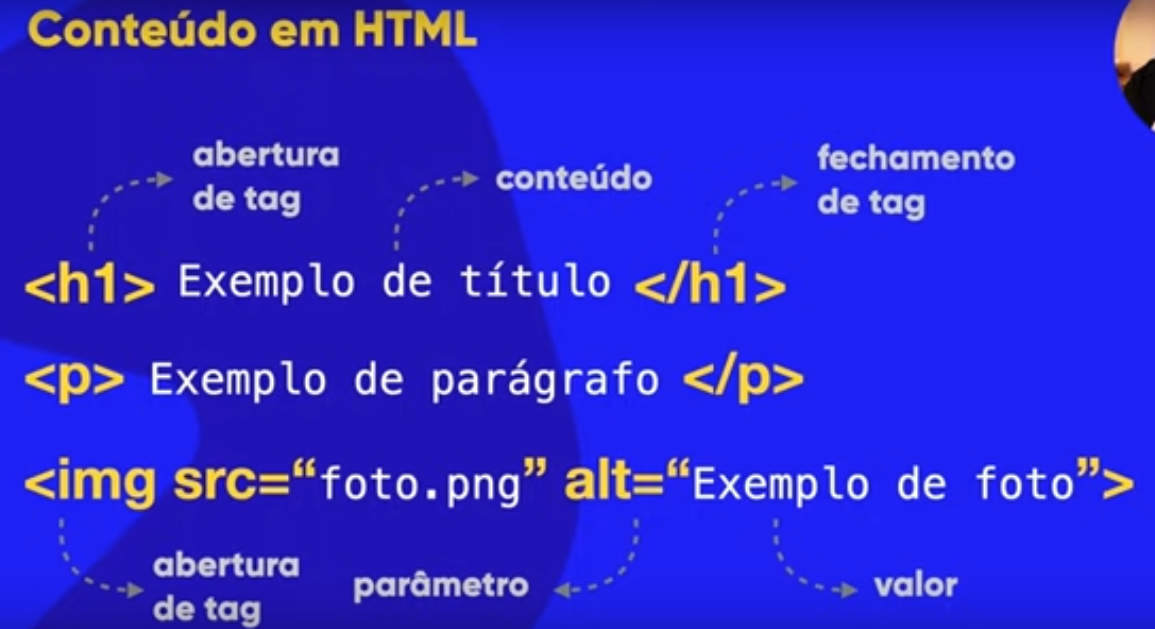 Conteúdo em HTML
abertura
de tag
conteúdo
fechamento
de tag
<h1> Exemplo de título </h1>
<p> Exemplo de parágrafo </p>
<img src=“foto.png” alt=“Exemplo de foto”>
abertura
de tag
parâmetro
valor